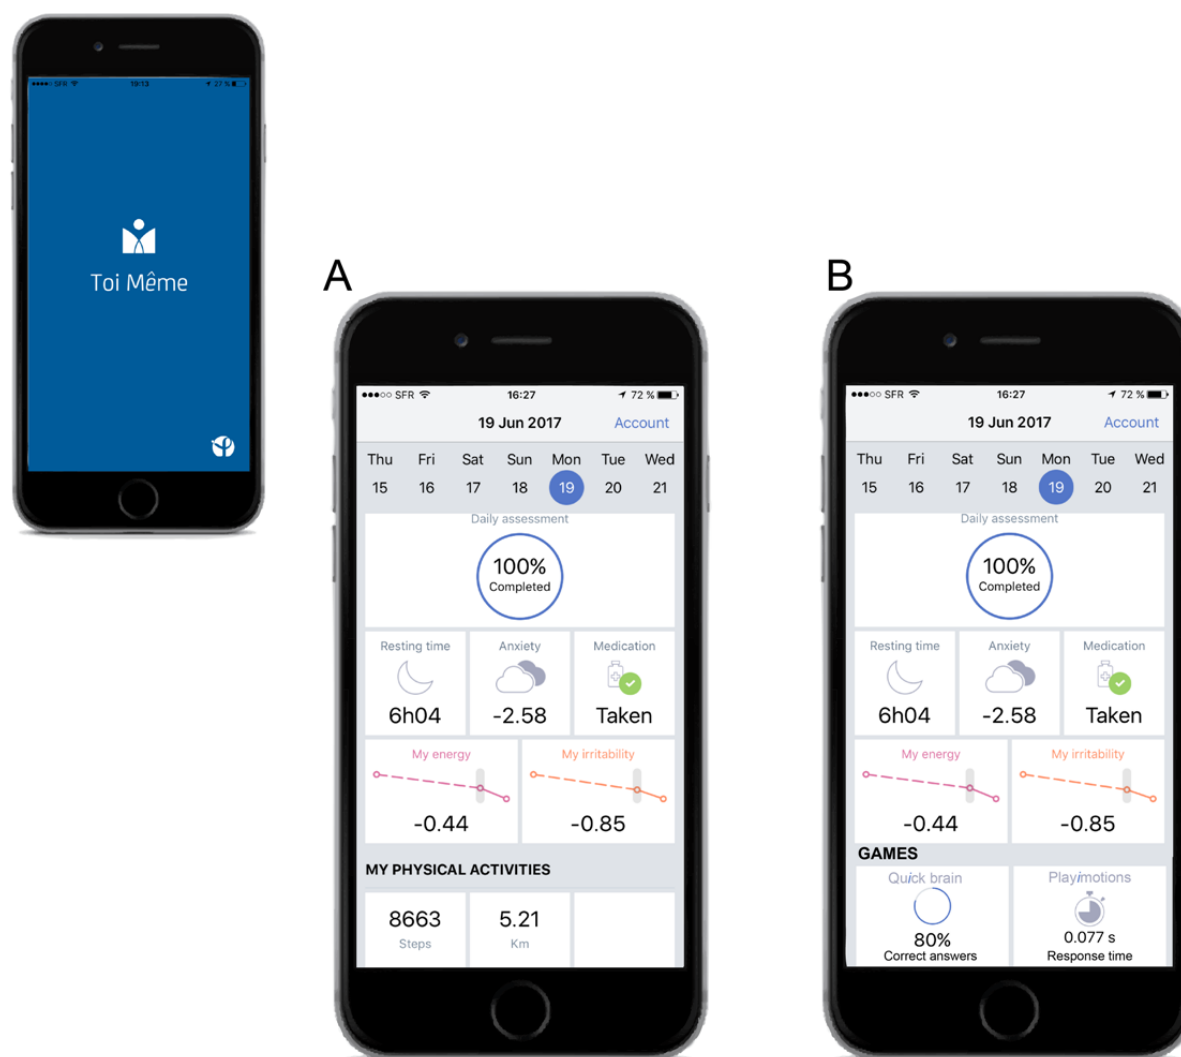 SFR 19:13 27 %
Toi Même
A
SFR 16:27 72 %
19 Jun 2017 Account
Thu Fri Sat Sun Mon Tue Wed
15 16 17 18 19 20 21
Daily assessment
100%
Completed
Resting time Anxiety Medication
6h04 -2.58 Taken
My energy My irritability
-0.44 -0.85
MY PHYSICAL ACTIVITIES
8663 5.21
Steps Km
B
SFR 16:27 72 %
19 Jun 2017 Account
Thu Fri Sat Sun Mon Tue Wed
15 16 17 18 19 20 21
Daily assessment
100%
Completed
Resting time Anxiety Medication
6h04 -2.58 Taken
My energy My irritability
-0.44 -0.85
GAMES
Quick brain Playimotions
80% 0.077 s
Correct answers Response time